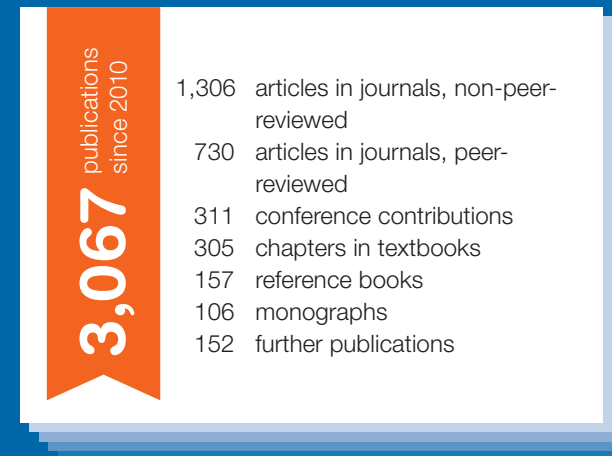 3,067 publications
since 2010
1,306 articles in journals, non-peer-
reviewed
730 articles in journals, peer-
reviewed
311 conference contributions
305 chapters in textbooks
157 reference books
106 monographs
152 further publications